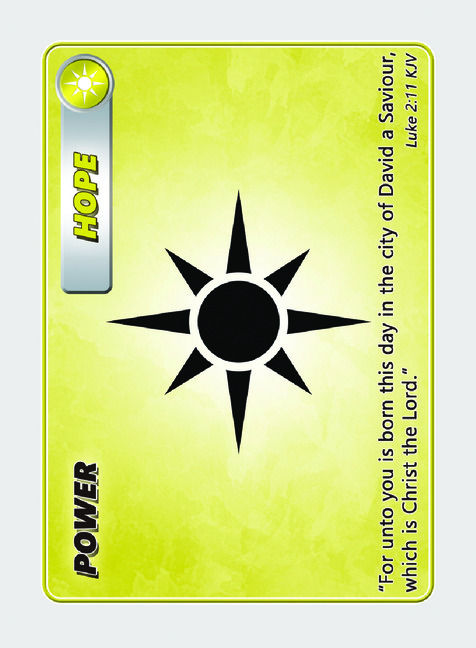 POWER
HOPE
“For unto you is born this day in the city of David a Saviour,
which is Christ the Lord.”
Luke 2:11 KJV